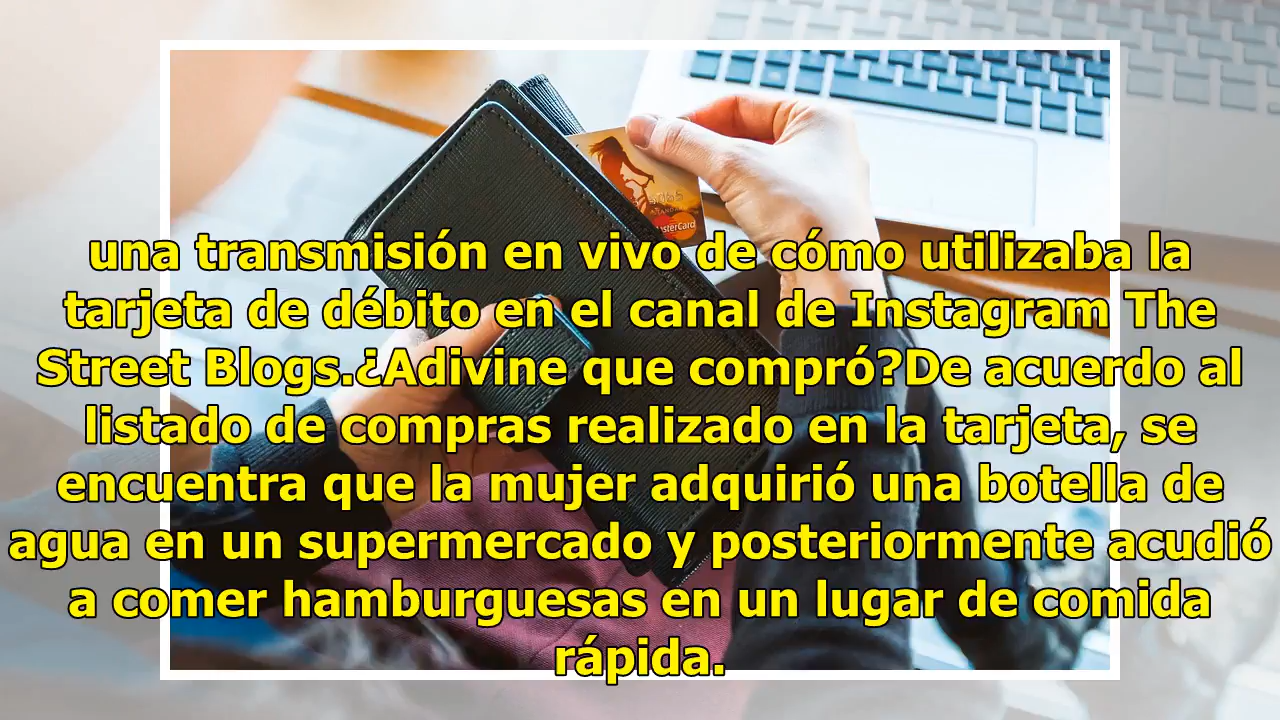 una transmisión en vivo de cómo utilizaba la
tarjeta de débito en el canal de Instagram The
Street Blogs.¿Adivine que compró?De acuerdo al
listado de compras realizado en la tarjeta, se
encuentra que la mujer adquirió una botella de
agua en un supermercado y posteriormente acudió
a comer hamburguesas en un lugar de comida
rápida.